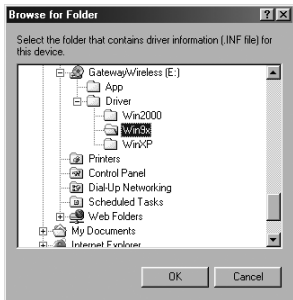 Browse for Folder
Select the folder that contains driver information (.INF file) for
this device.
GatewayWireless (E:)
App
Driver
Win2000
Win9x
WinXP
Printers
Control Panel
Dial-Up Networking
Scheduled Tasks
Web Folders
My Documents
Internet Explorer
OK
Cancel